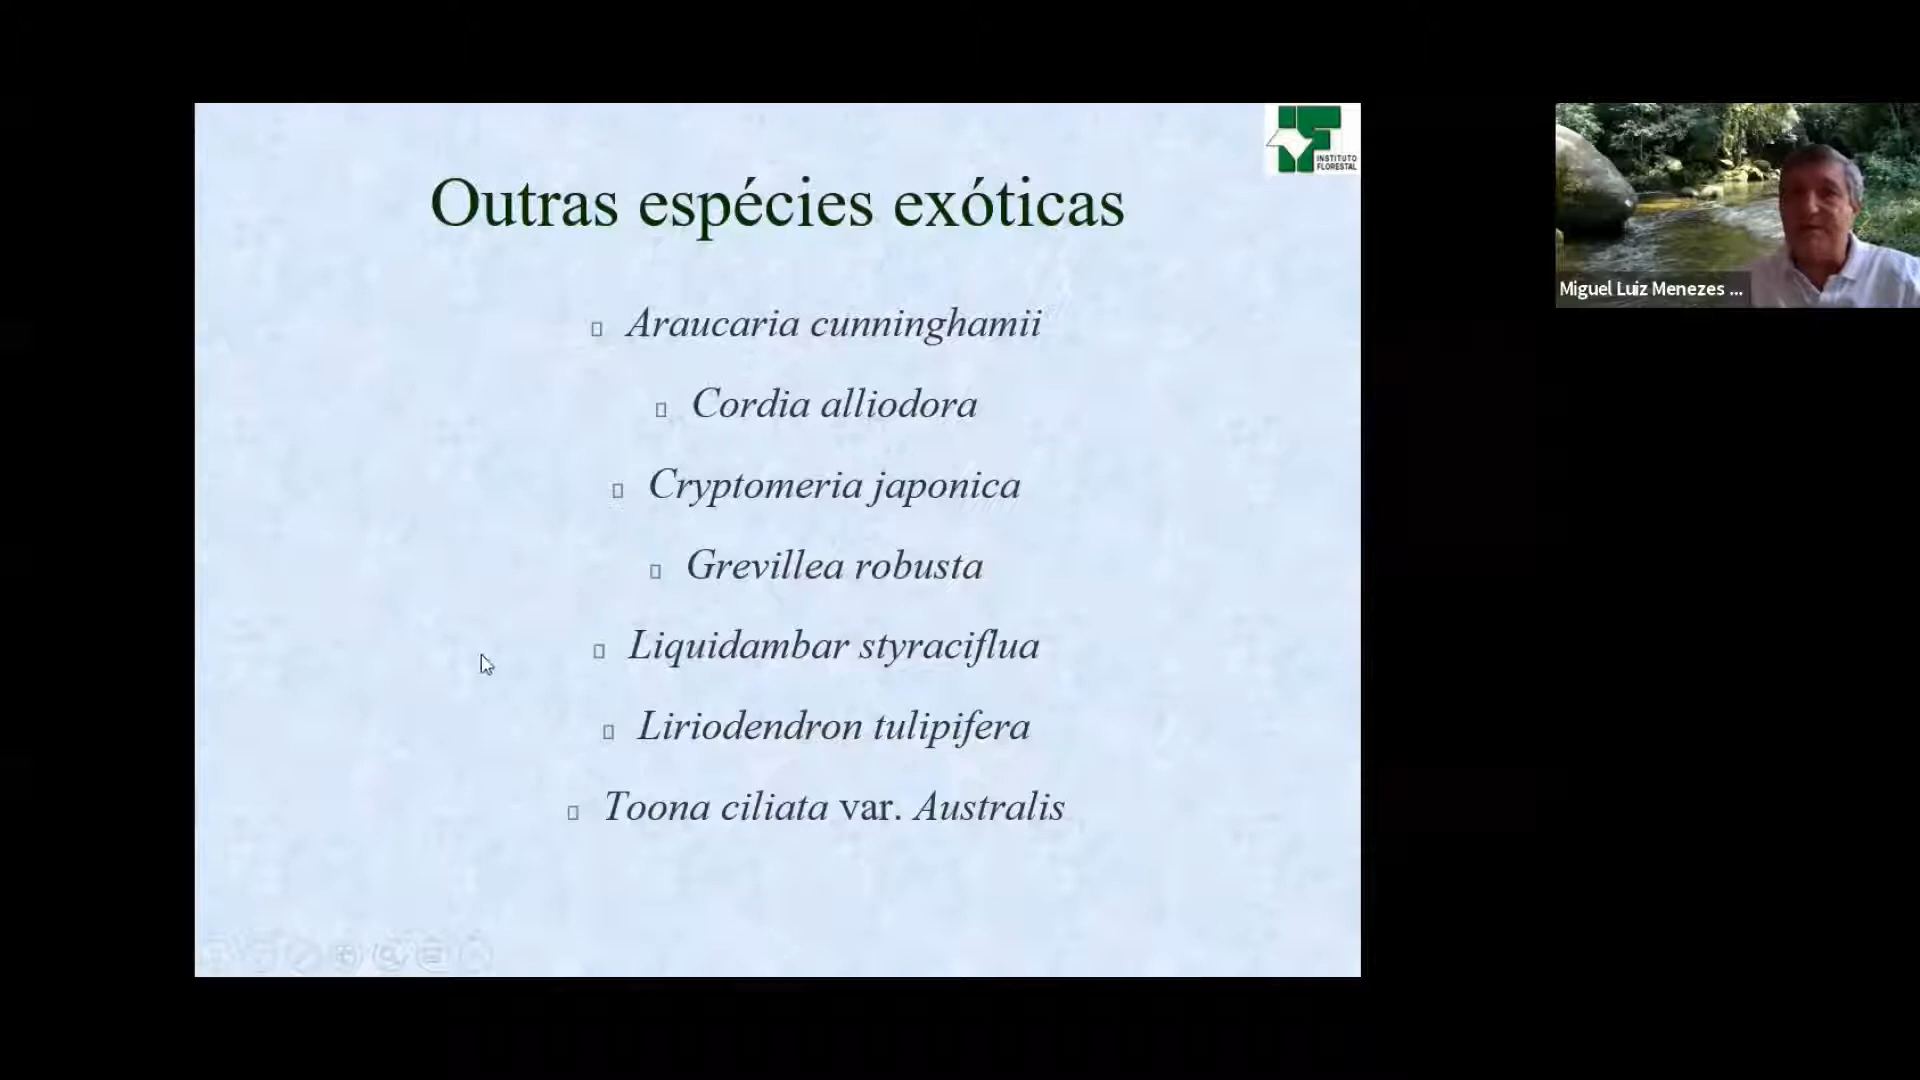 INSTITUTO
FLORESTAL
Outras espécies exóticas
Araucaria cunninghamii
Cordia alliodora
Cryptomeria japonica
Grevillea robusta
Liquidambar styraciflua
Liriodendron tulipifera
Toona ciliata var. Australis
Miguel Luiz Menezes ...